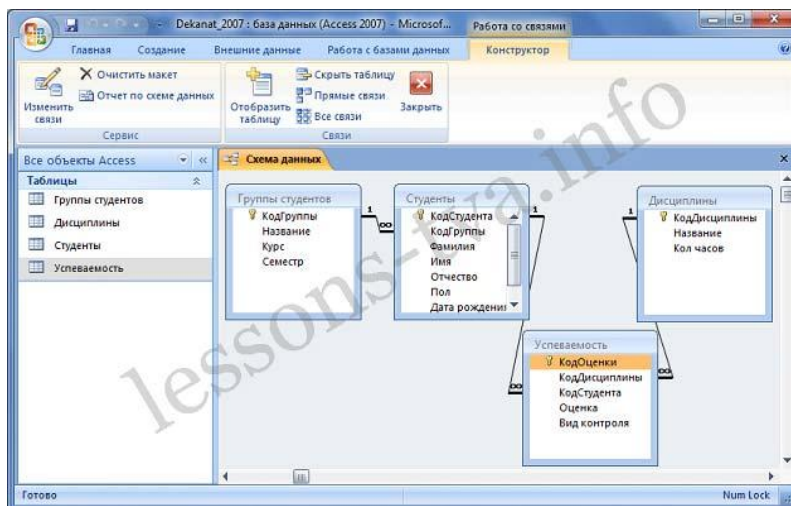 Dekanat_2007 : база данных (Access 2007) - Microsof...
Работа со связями
Главная Создание Внешние данные Работа с базами данных Конструктор
Изменить связи
Очистить макет
Отчет по схеме данных
Сервис
Отобразить таблицу
Скрыть таблицу
Прямые связи
Все связи
Связи
Закрыть
Все объекты Access
Таблицы
Группы студентов
Дисциплины
Студенты
Успеваемость
Схема данных
Группы студентов
КодГруппы
Название
Курс
Семестр
1
∞
Студенты
КодСтудента
КодГруппы
Фамилия
Имя
Отчество
Пол
Дата рождения
1
1
Дисциплины
КодДисциплины
Название
Кол часов
Успеваемость
КодОценки
КодДисциплины
КодСтудента
Оценка
Вид контроля
∞
∞
Готово
Num Lock
lessons-tva.info